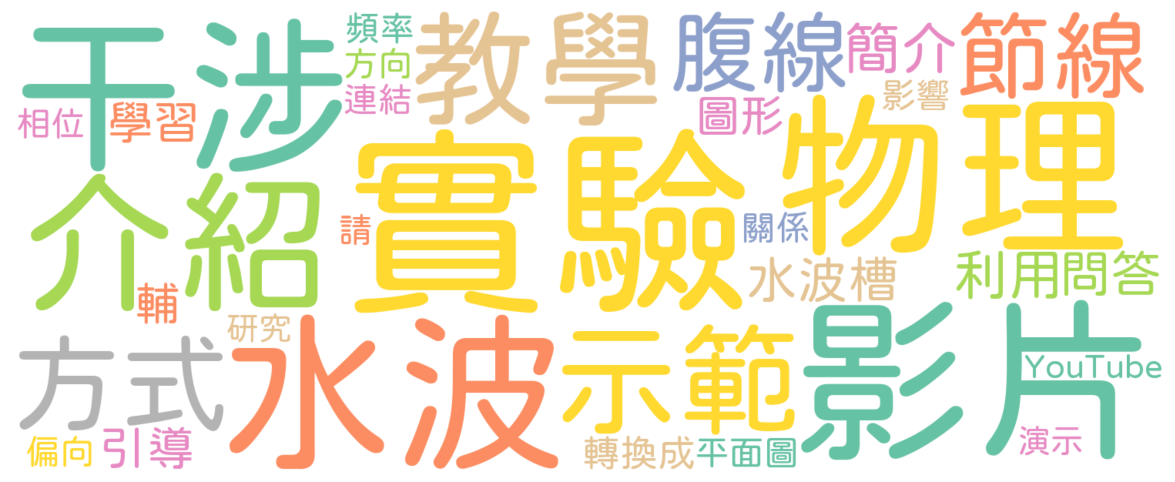 干涉
頻率
方向
連結
教學
腹線
簡介
節線
影響
相位
學習
圖形
物理
介紹
實驗
請
關係
水波槽
利用問答
輔
研究
方式
水波
示範
影片
YouTube
偏向
引導
轉換成
平面圖
演示